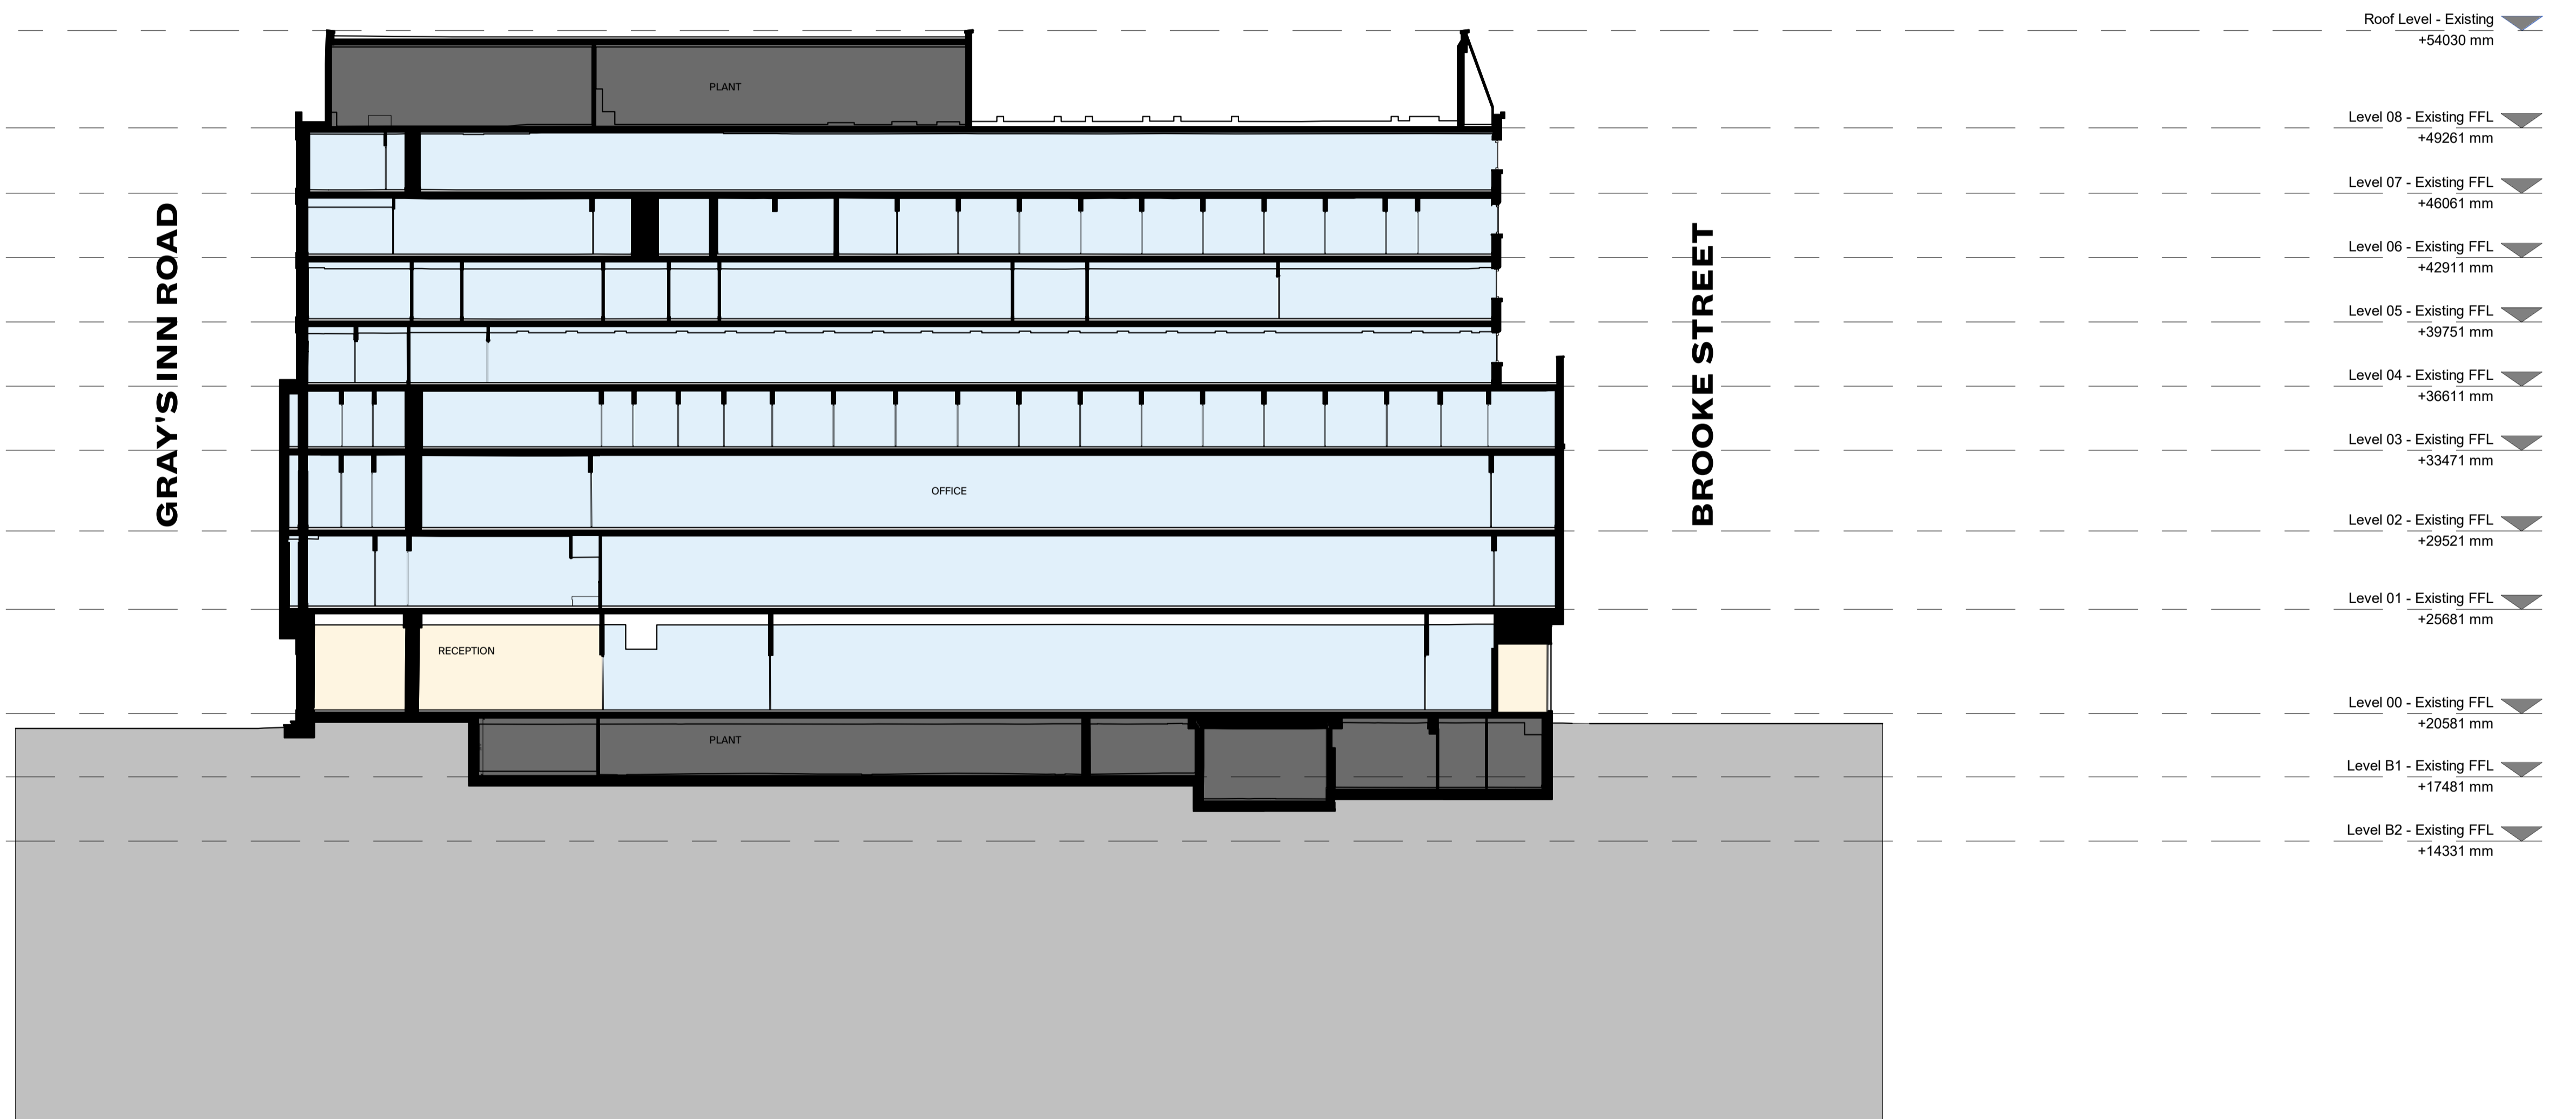 Roof Level - Existing
+54030 mm
PLANT
Level 08 - Existing FFL
+49261 mm
Level 07 - Existing FFL
+46061 mm
GRAY'S INN ROAD
BROOKE STREET
Level 06 - Existing FFL
+42911 mm
Level 05 - Existing FFL
+39751 mm
Level 04 - Existing FFL
+36611 mm
Level 03 - Existing FFL
+33471 mm
OFFICE
Level 02 - Existing FFL
+29521 mm
Level 01 - Existing FFL
+25681 mm
RECEPTION
Level 00 - Existing FFL
+20581 mm
PLANT
Level B1 - Existing FFL
+17481 mm
Level B2 - Existing FFL
+14331 mm